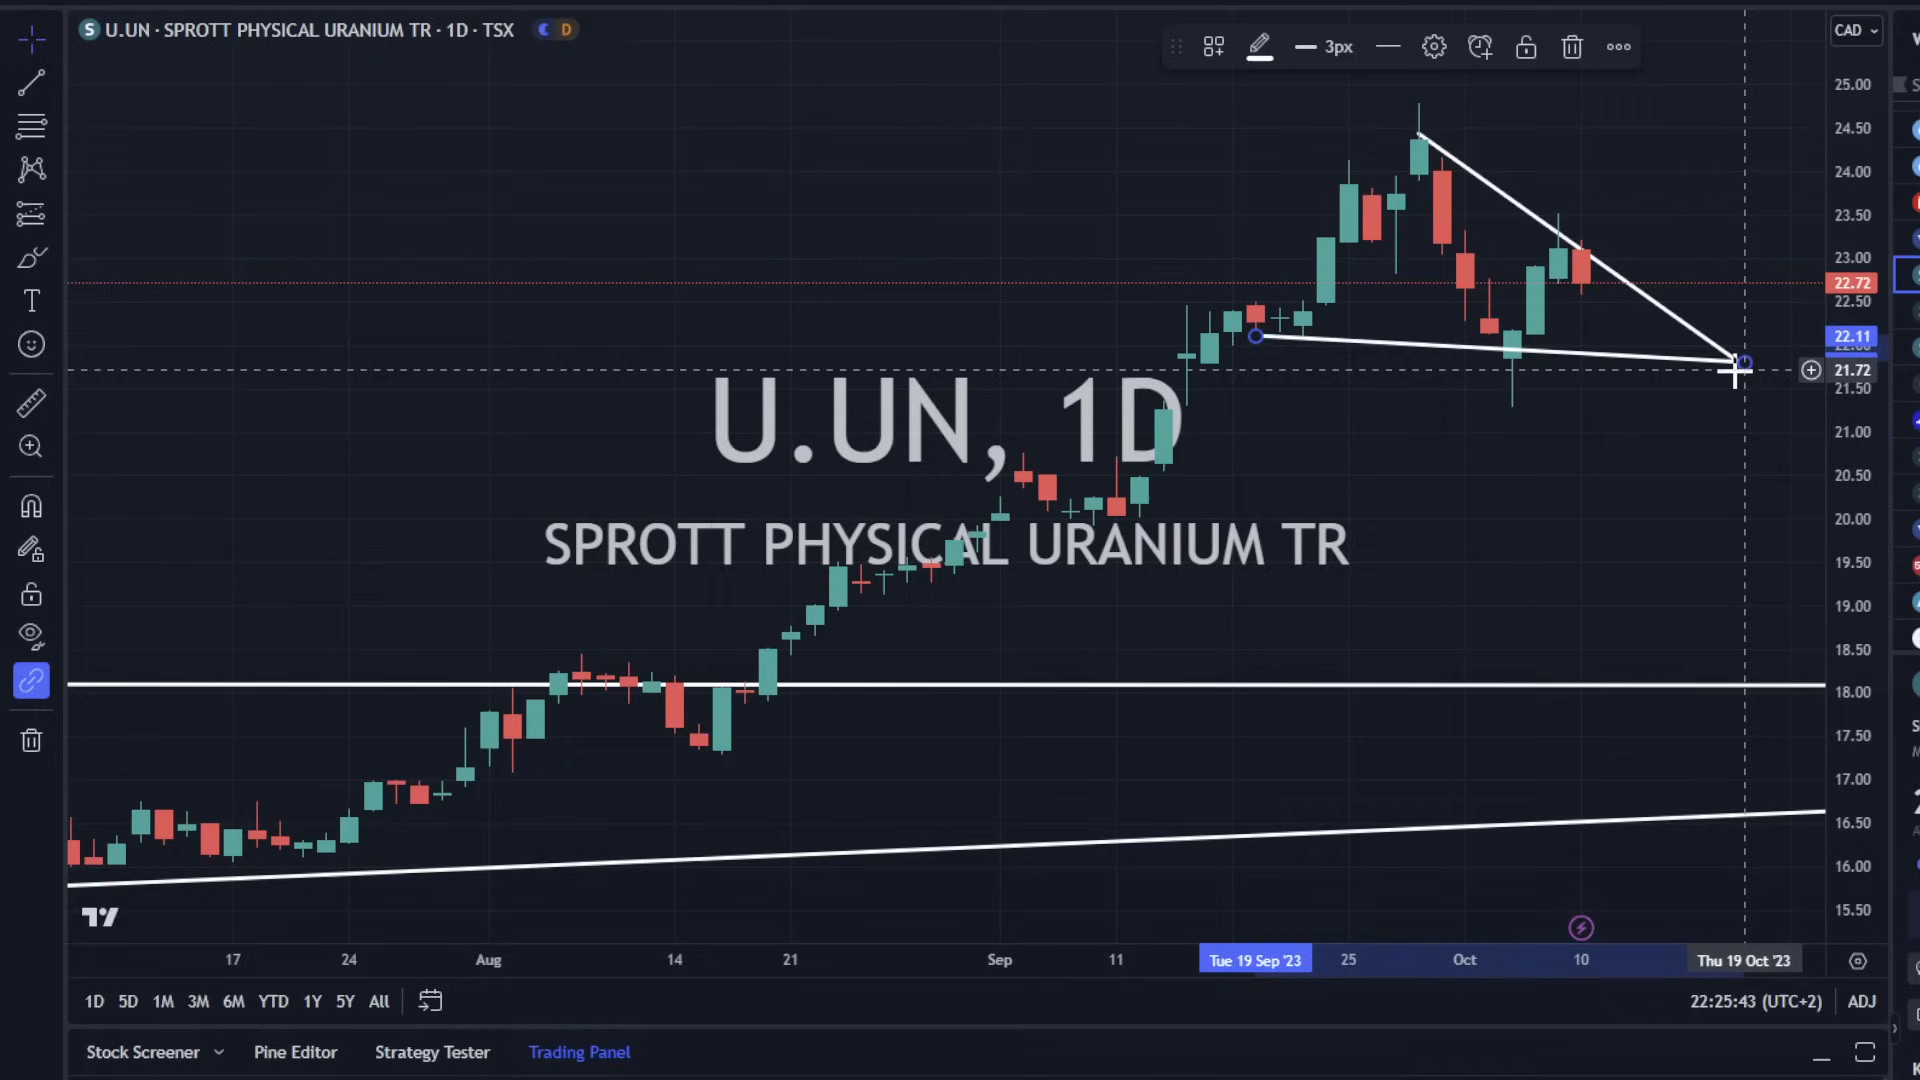 S U.UN · SPROTT PHYSICAL URANIUM TR · 1D · TSX D
3px
CAD
25.00
24.50
24.00
23.50
23.00
22.72
22.50
22.11
21.72
21.50
21.00
20.50
20.00
19.50
19.00
18.50
18.00
17.50
17.00
16.50
16.00
15.50
U.UN, 1D
SPROTT PHYSICAL URANIUM TR
17 24 Aug 14 21 Sep 11 Tue 19 Sep '23 25 Oct 10 Thu 19 Oct '23
1D 5D 1M 3M 6M YTD 1Y 5Y All 22:25:43 (UTC+2) ADJ
Stock Screener Pine Editor Strategy Tester Trading Panel